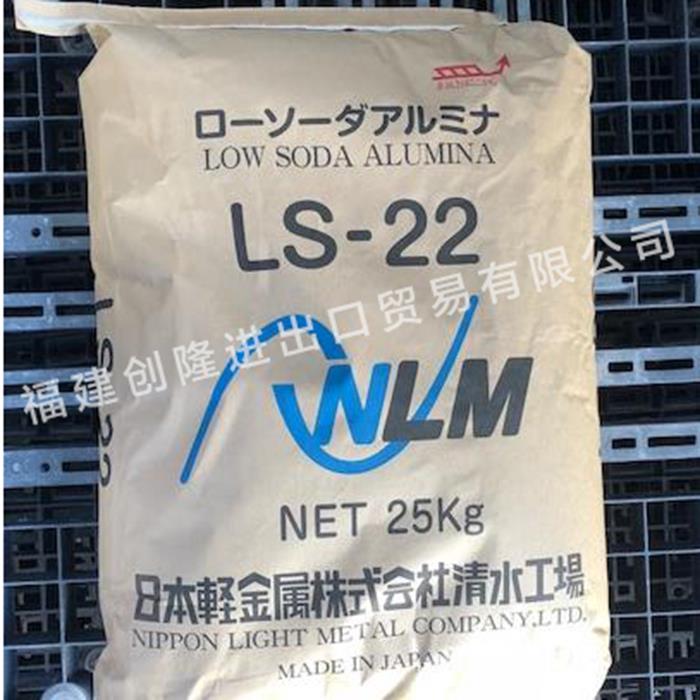 ローソーダアルミナ
LOW SODA ALUMINA
LS-22
LS-22
福建创隆进出口贸易有限公司
NLM
NET 25Kg
日本軽金属株式会社清水工場
NIPPON LIGHT METAL COMPANY,LTD.
MADE IN JAPAN